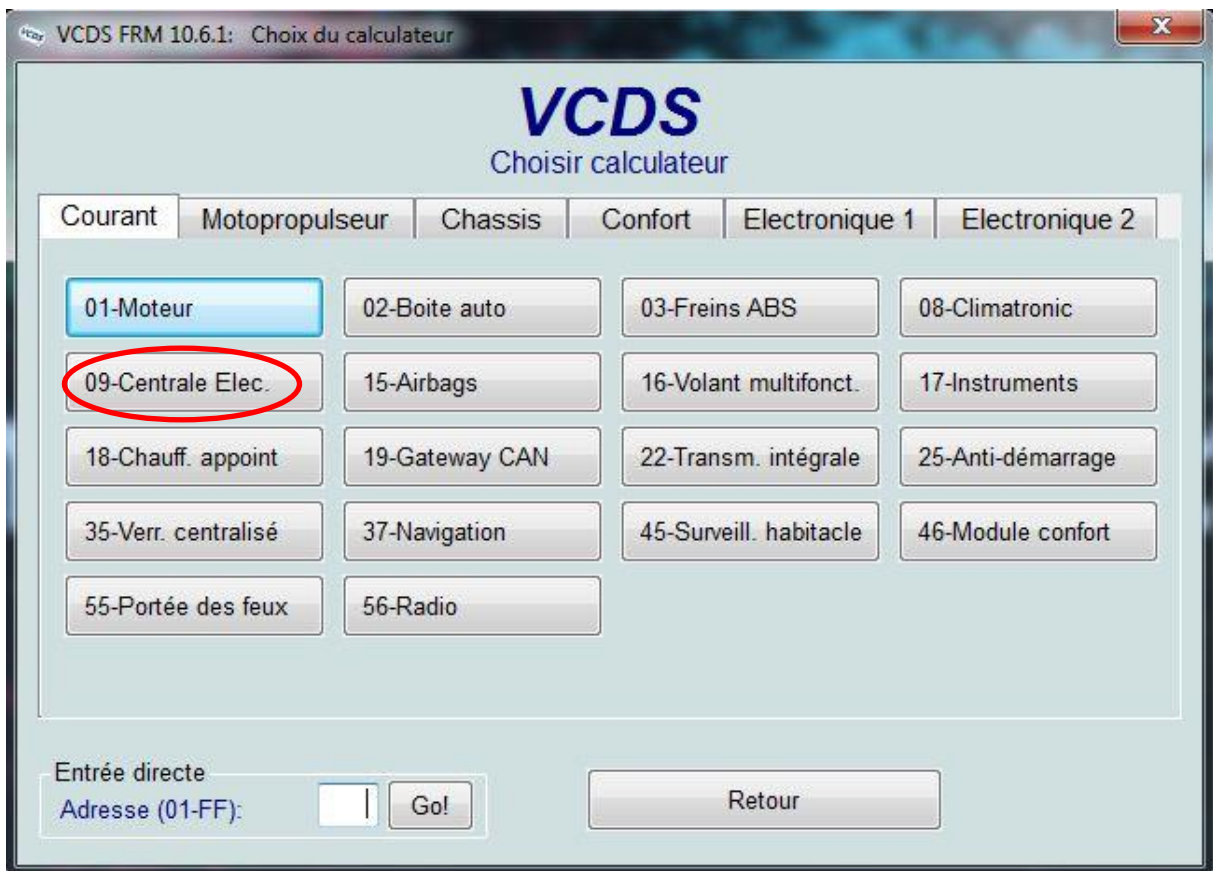 VCDS FRM 10.6.1: Choix du calculateur
VCDS
Choisir calculateur
Courant Motopropulseur Chassis Confort Electronique 1 Electronique 2
01-Moteur 02-Boite auto 03-Freins ABS 08-Climatronic
09-Centrale Elec. 15-Airbags 16-Volant multifonct. 17-Instruments
18-Chauff. appoint 19-Gateway CAN 22-Transm. intégrale 25-Anti-démarrage
35-Verr. centralisé 37-Navigation 45-Surveill. habitacle 46-Module confort
55-Portée des feux 56-Radio
Entrée directe
Adresse (01-FF): Go! Retour